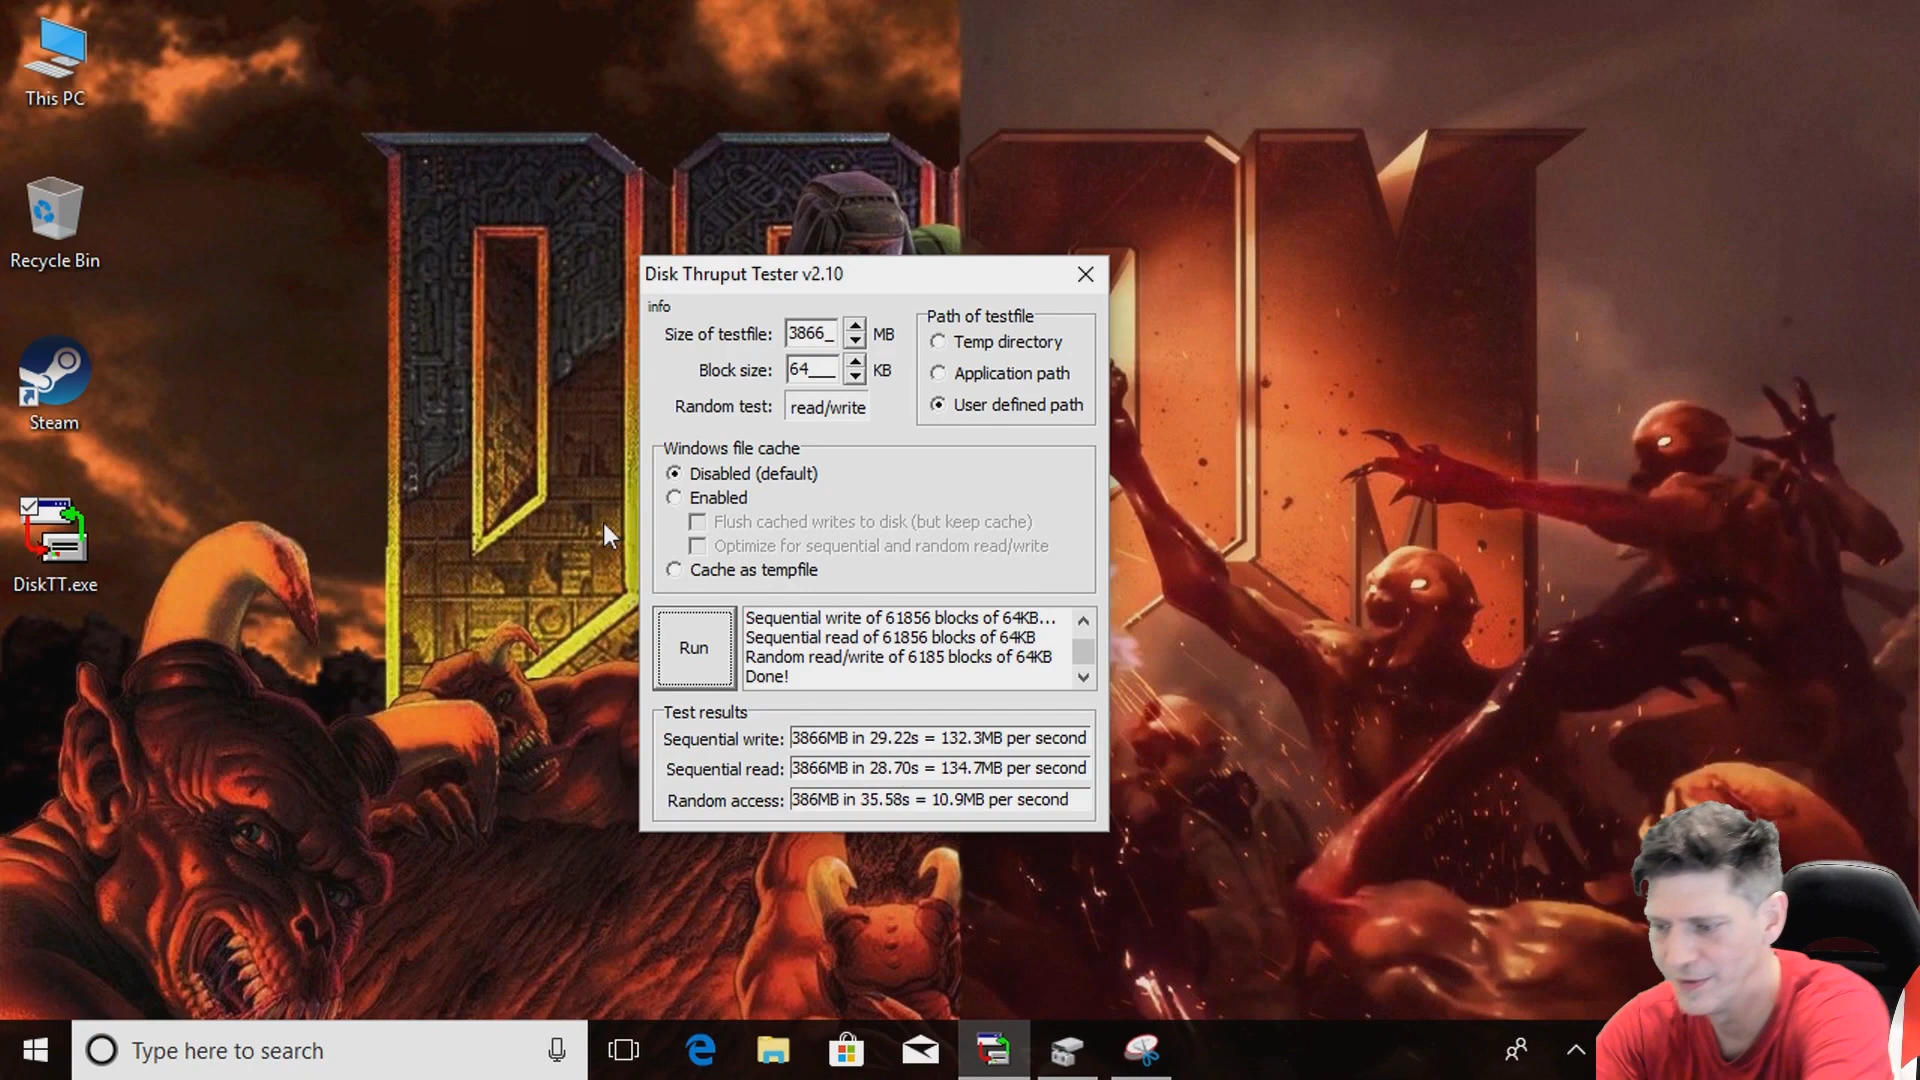 This PC
Recycle Bin
Steam
DiskTT.exe
Disk Thruput Tester v2.10
info
Size of testfile: 3866_ MB
Block size: 64___ KB
Random test: read/write
Path of testfile
Temp directory
Application path
User defined path
Windows file cache
Disabled (default)
Enabled
Flush cached writes to disk (but keep cache)
Optimize for sequential and random read/write
Cache as tempfile
Run
Sequential write of 61856 blocks of 64KB...
Sequential read of 61856 blocks of 64KB
Random read/write of 6185 blocks of 64KB
Done!
Test results
Sequential write: 3866MB in 29.22s = 132.3MB per second
Sequential read: 3866MB in 28.70s = 134.7MB per second
Random access: 386MB in 35.58s = 10.9MB per second
Type here to search